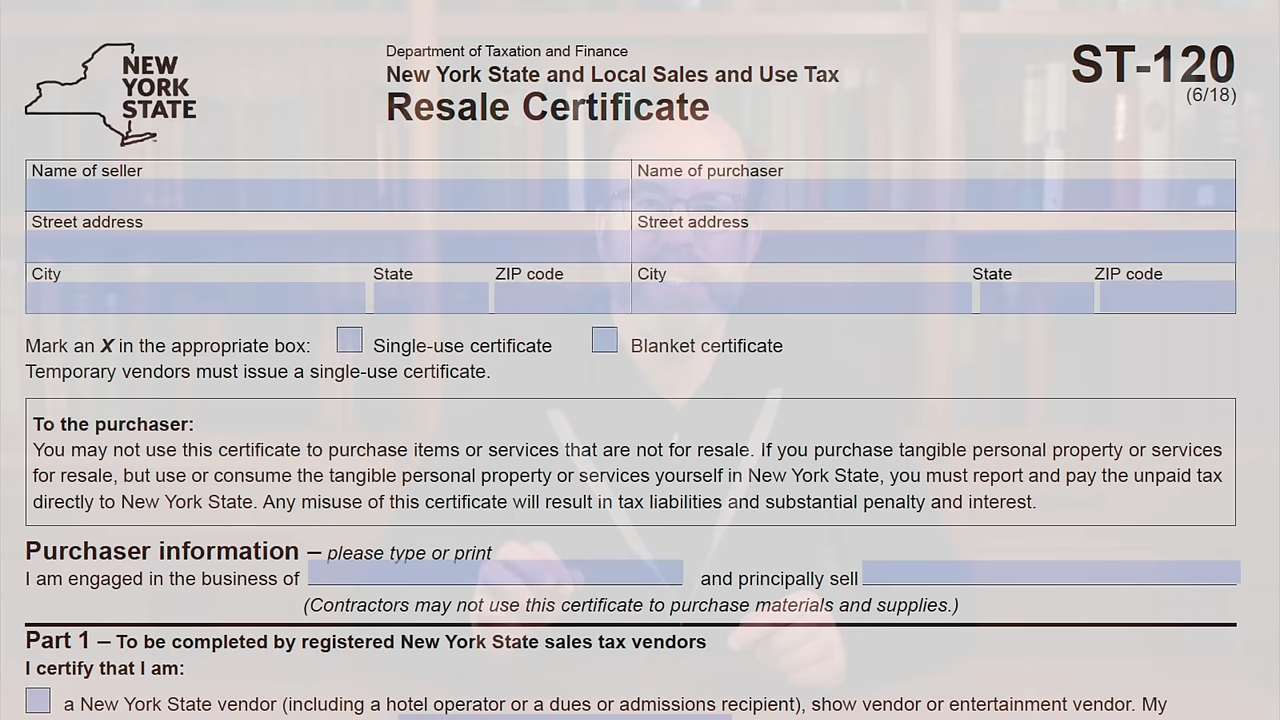 NEW
YORK
STATE
Department of Taxation and Finance
New York State and Local Sales and Use Tax
Resale Certificate
ST-120
(6/18)
Name of seller
Name of purchaser
Street address
Street address
City State ZIP code
City State ZIP code
Mark an X in the appropriate box: Single-use certificate Blanket certificate
Temporary vendors must issue a single-use certificate.
To the purchaser:
You may not use this certificate to purchase items or services that are not for resale. If you purchase tangible personal property or services
for resale, but use or consume the tangible personal property or services yourself in New York State, you must report and pay the unpaid tax
directly to New York State. Any misuse of this certificate will result in tax liabilities and substantial penalty and interest.
Purchaser information – please type or print
I am engaged in the business of and principally sell
(Contractors may not use this certificate to purchase materials and supplies.)
Part 1 – To be completed by registered New York State sales tax vendors
I certify that I am:
a New York State vendor (including a hotel operator or a dues or admissions recipient), show vendor or entertainment vendor. My